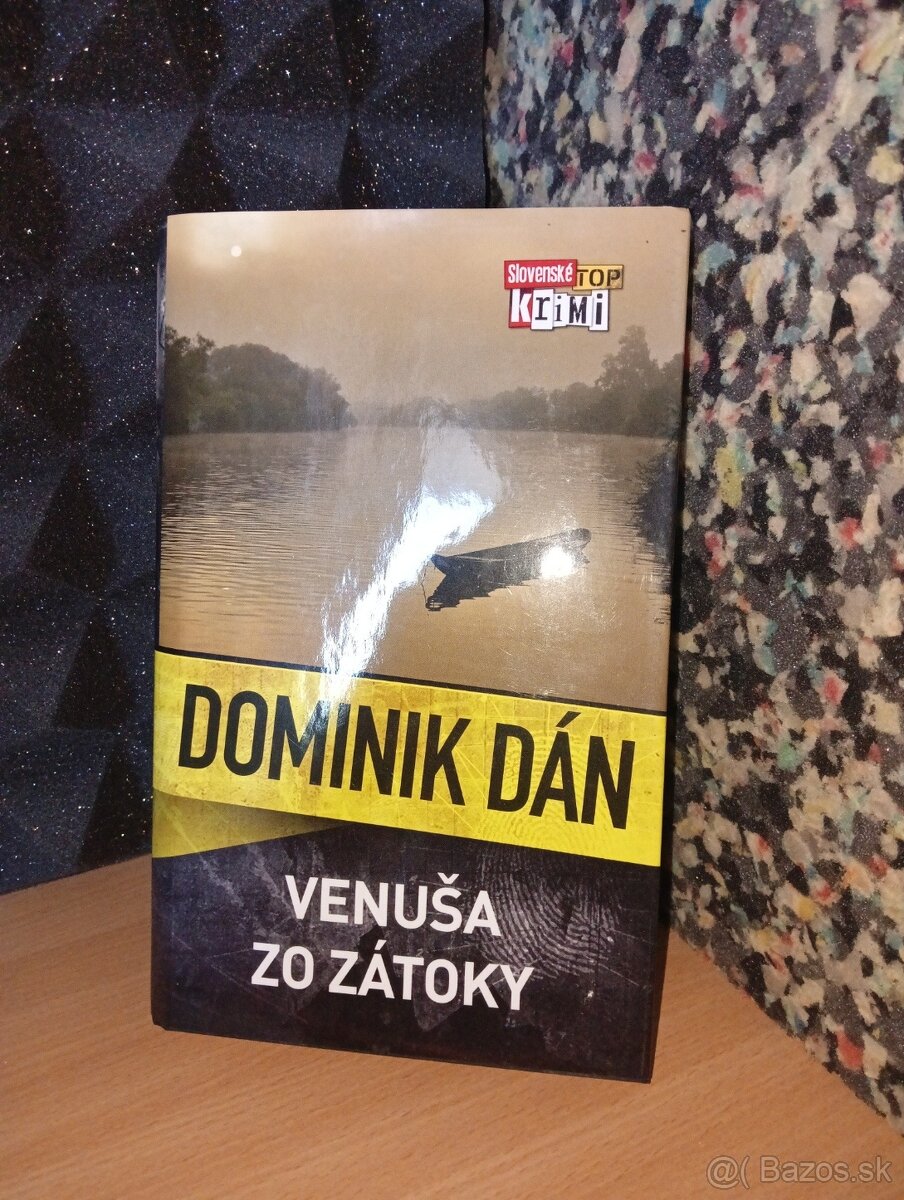 Slovenské TOP
KRIMI
DOMINIK DÁN
VENUŠA
ZO ZÁTOKY
@( Bazos.sk